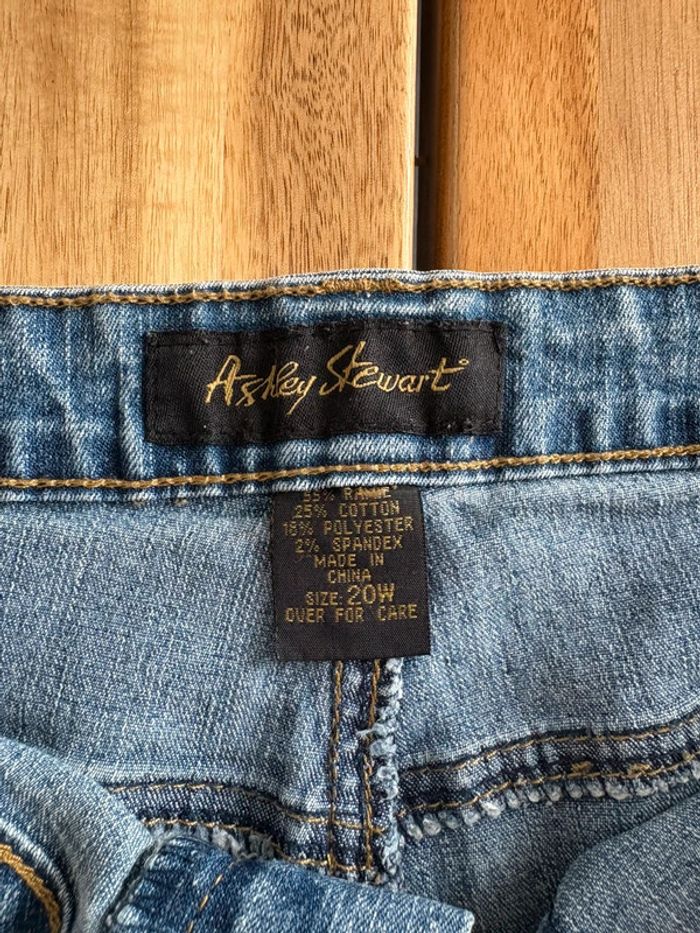 Ashley Stewart
55% RAMIE
25% COTTON
18% POLYESTER
2% SPANDEX
MADE IN
CHINA
SIZE: 20W
OVER FOR CARE